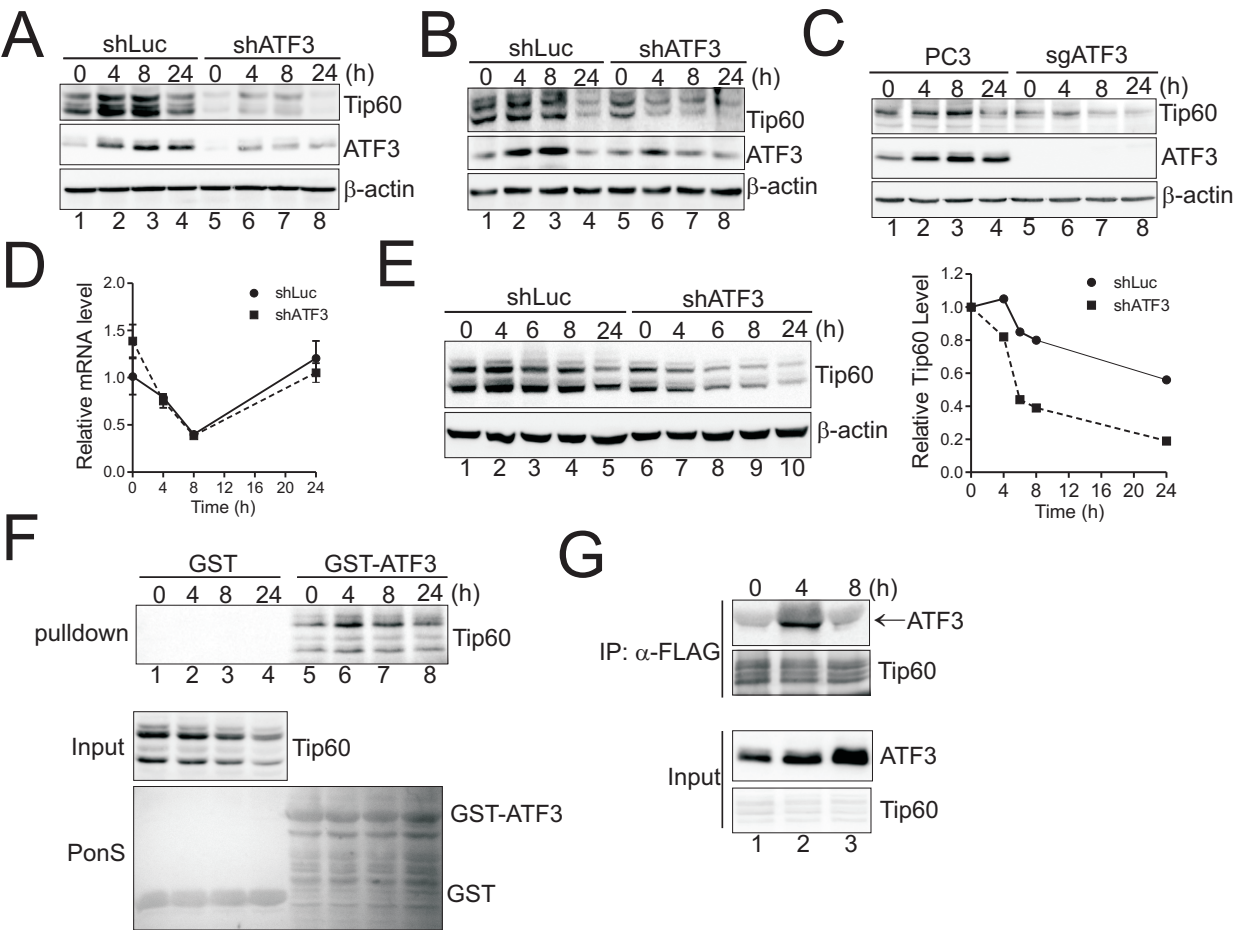 A
shLuc shATF3
0 4 8 24 0 4 8 24 (h)
Tip60
ATF3
β-actin
1 2 3 4 5 6 7 8
B
shLuc shATF3
0 4 8 24 0 4 8 24 (h)
Tip60
ATF3
β-actin
1 2 3 4 5 6 7 8
C
PC3 sgATF3
0 4 8 24 0 4 8 24 (h)
Tip60
ATF3
β-actin
1 2 3 4 5 6 7 8
D
Relative mRNA level
2.0
1.5
1.0
0.5
0.0
shLuc
shATF3
0 4 8 12 16 20 24
Time (h)
E
shLuc shATF3
0 4 6 8 24 0 4 6 8 24 (h)
Tip60
β-actin
1 2 3 4 5 6 7 8 9 10
Relative Tip60 Level
1.2
1.0
0.8
0.6
0.4
0.2
0.0
shLuc
shATF3
0 4 8 12 16 20 24
Time (h)
F
GST GST-ATF3
0 4 8 24 0 4 8 24 (h)
pulldown Tip60
1 2 3 4 5 6 7 8
Input Tip60
PonS
GST-ATF3
GST
G
0 4 8 (h)
IP: α-FLAG
←ATF3
Tip60
Input
ATF3
Tip60
1 2 3